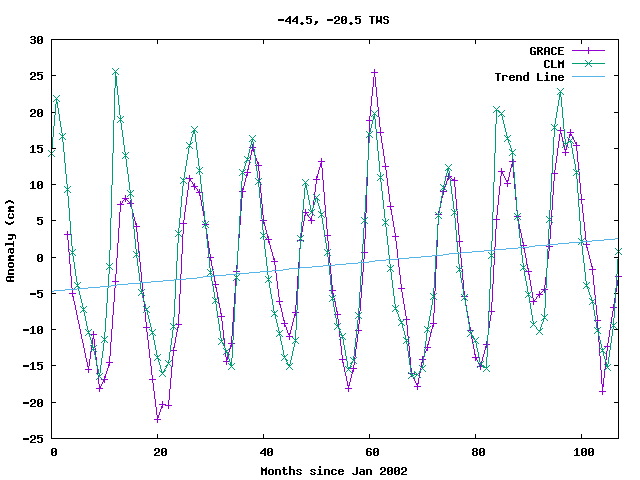 -44.5, -20.5 TWS
GRACE
CLM
Trend Line
30
25
20
15
10
5
0
-5
-10
-15
-20
-25
Anomaly (cm)
0 20 40 60 80 100
Months since Jan 2002